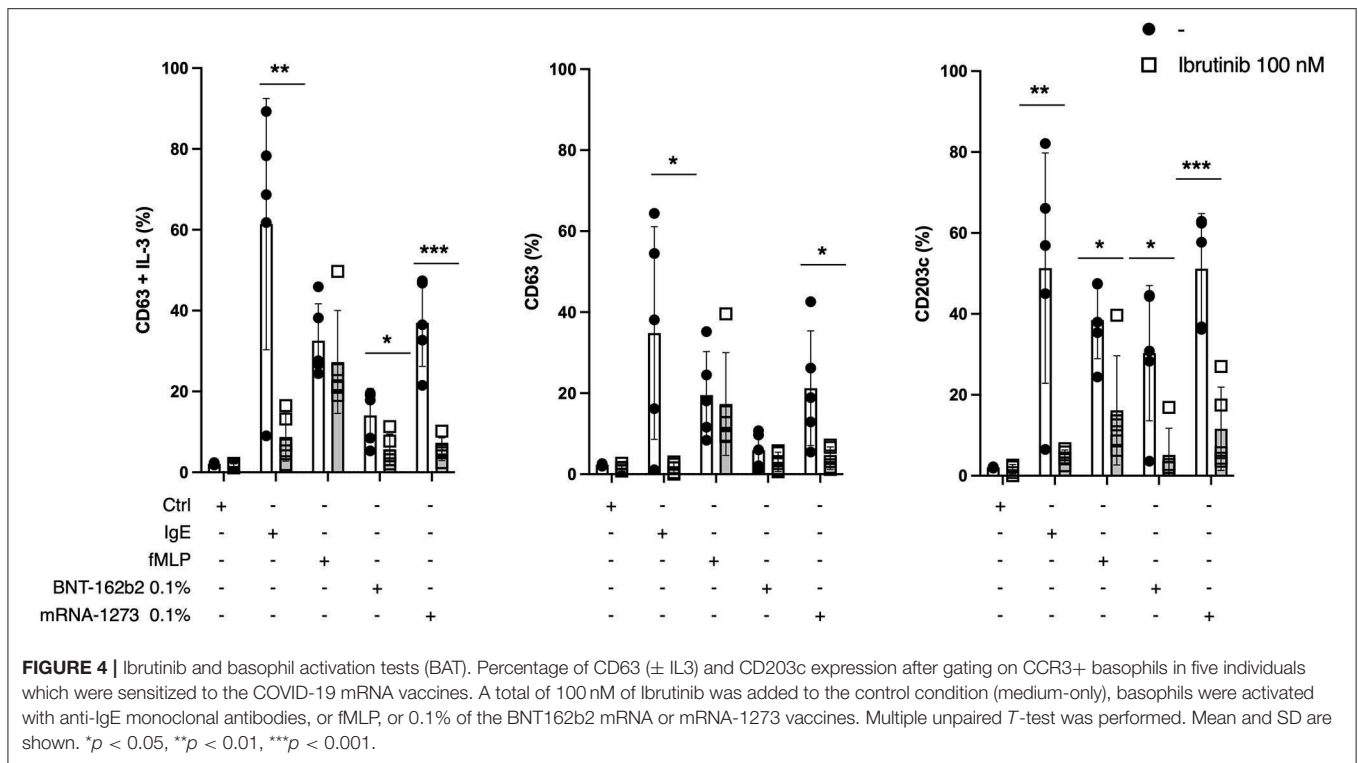 ● -
□ Ibrutinib 100 nM
CD63 + IL-3 (%)
100
80
60
40
20
0
**
*
***
CD63 (%)
100
80
60
40
20
0
*
*
CD203c (%)
100
80
60
40
20
0
**
*
*
***
Ctrl + - - - - + - - - - + - - - -
IgE - + - - - - + - - - - + - - -
fMLP - - + - - - - + - - - - + - -
BNT-162b2 0.1% - - - + - - - - + - - - - + -
mRNA-1273 0.1% - - - - + - - - - + - - - - +
FIGURE 4 | Ibrutinib and basophil activation tests (BAT). Percentage of CD63 (± IL3) and CD203c expression after gating on CCR3+ basophils in five individuals
which were sensitized to the COVID-19 mRNA vaccines. A total of 100 nM of Ibrutinib was added to the control condition (medium-only), basophils were activated
with anti-IgE monoclonal antibodies, or fMLP, or 0.1% of the BNT162b2 mRNA or mRNA-1273 vaccines. Multiple unpaired T-test was performed. Mean and SD are
shown. *p < 0.05, **p < 0.01, ***p < 0.001.